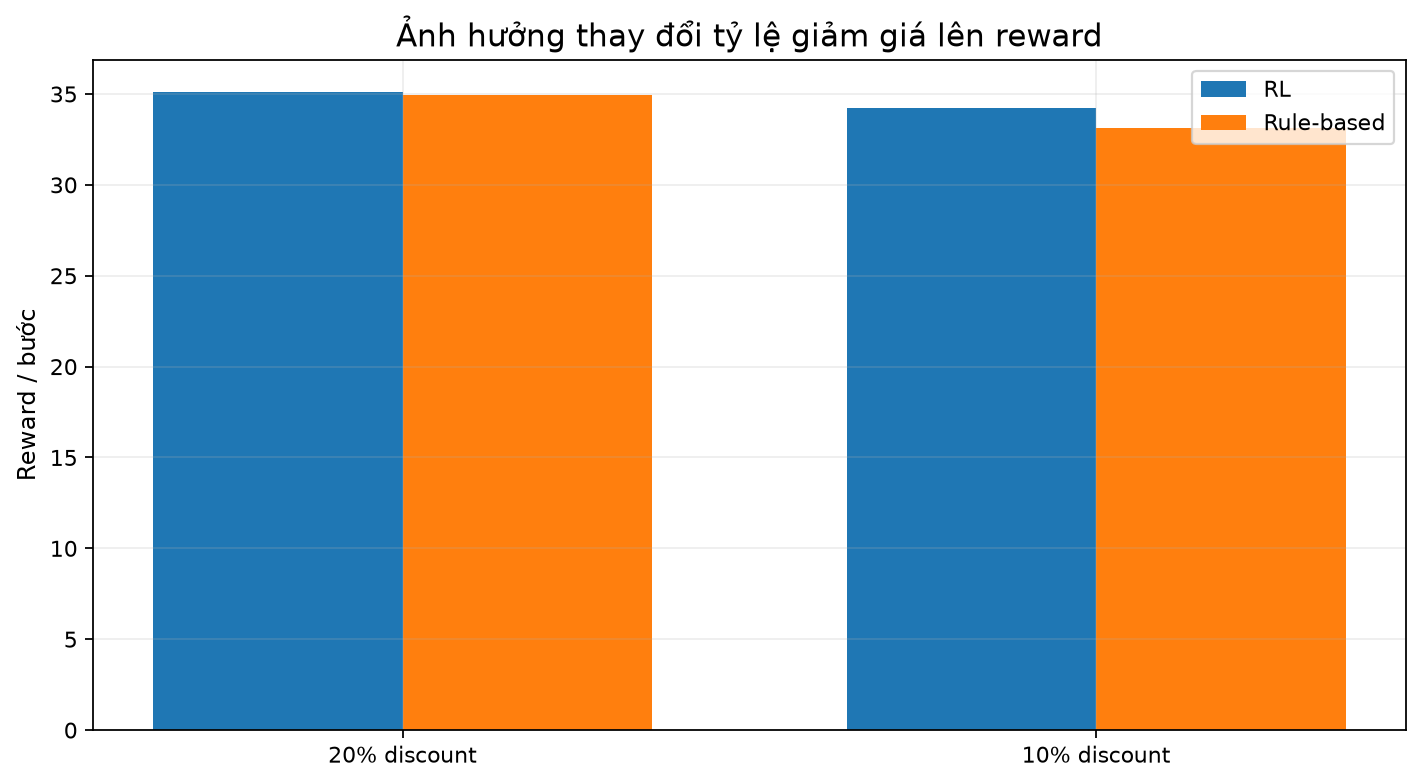 Ảnh hưởng thay đổi tỷ lệ giảm giá lên reward
RL
Rule-based
Reward / bước
35
30
25
20
15
10
5
0
20% discount
10% discount